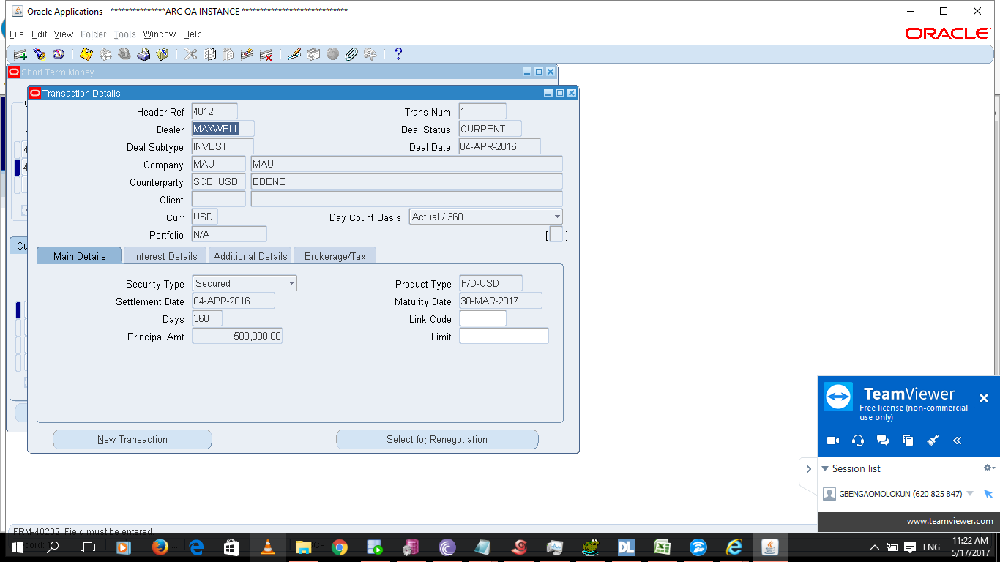 Oracle Applications - ***************ARC QA INSTANCE *****************************
File Edit View Folder Tools Window Help
ORACLE
Short Term Money
Transaction Details
Header Ref 4012 Trans Num 1
Dealer MAXWELL Deal Status CURRENT
Deal Subtype INVEST Deal Date 04-APR-2016
Company MAU MAU
Counterparty SCB_USD EBENE
Client
Curr USD Day Count Basis Actual / 360
Portfolio N/A [ ]
Main Details Interest Details Additional Details Brokerage/Tax
Security Type Secured Product Type F/D-USD
Settlement Date 04-APR-2016 Maturity Date 30-MAR-2017
Days 360 Link Code
Principal Amt 500,000.00 Limit
New Transaction Select for Renegotiation
TeamViewer
Free license (non-commercial
use only)
Session list
GBENGAOMOLOKUN (620 825 847)
www.teamviewer.com
FRM-40202: Field must be entered.
ENG 11:22 AM
5/17/2017